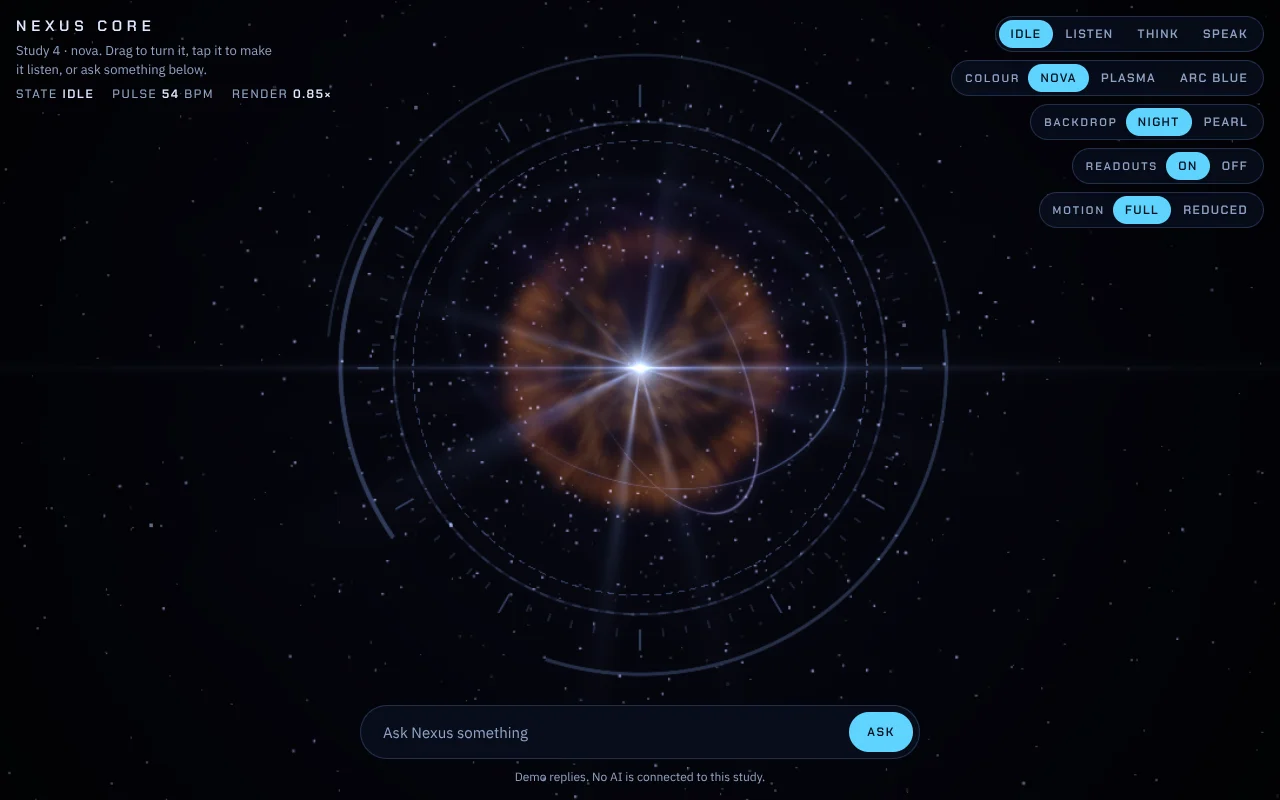 NEXUS CORE
Study 4 · nova. Drag to turn it, tap it to make
it listen, or ask something below.
STATE IDLE PULSE 54 BPM RENDER 0.85×
IDLE LISTEN THINK SPEAK
COLOUR NOVA PLASMA ARC BLUE
BACKDROP NIGHT PEARL
READOUTS ON OFF
MOTION FULL REDUCED
Ask Nexus something
ASK
Demo replies. No AI is connected to this study.